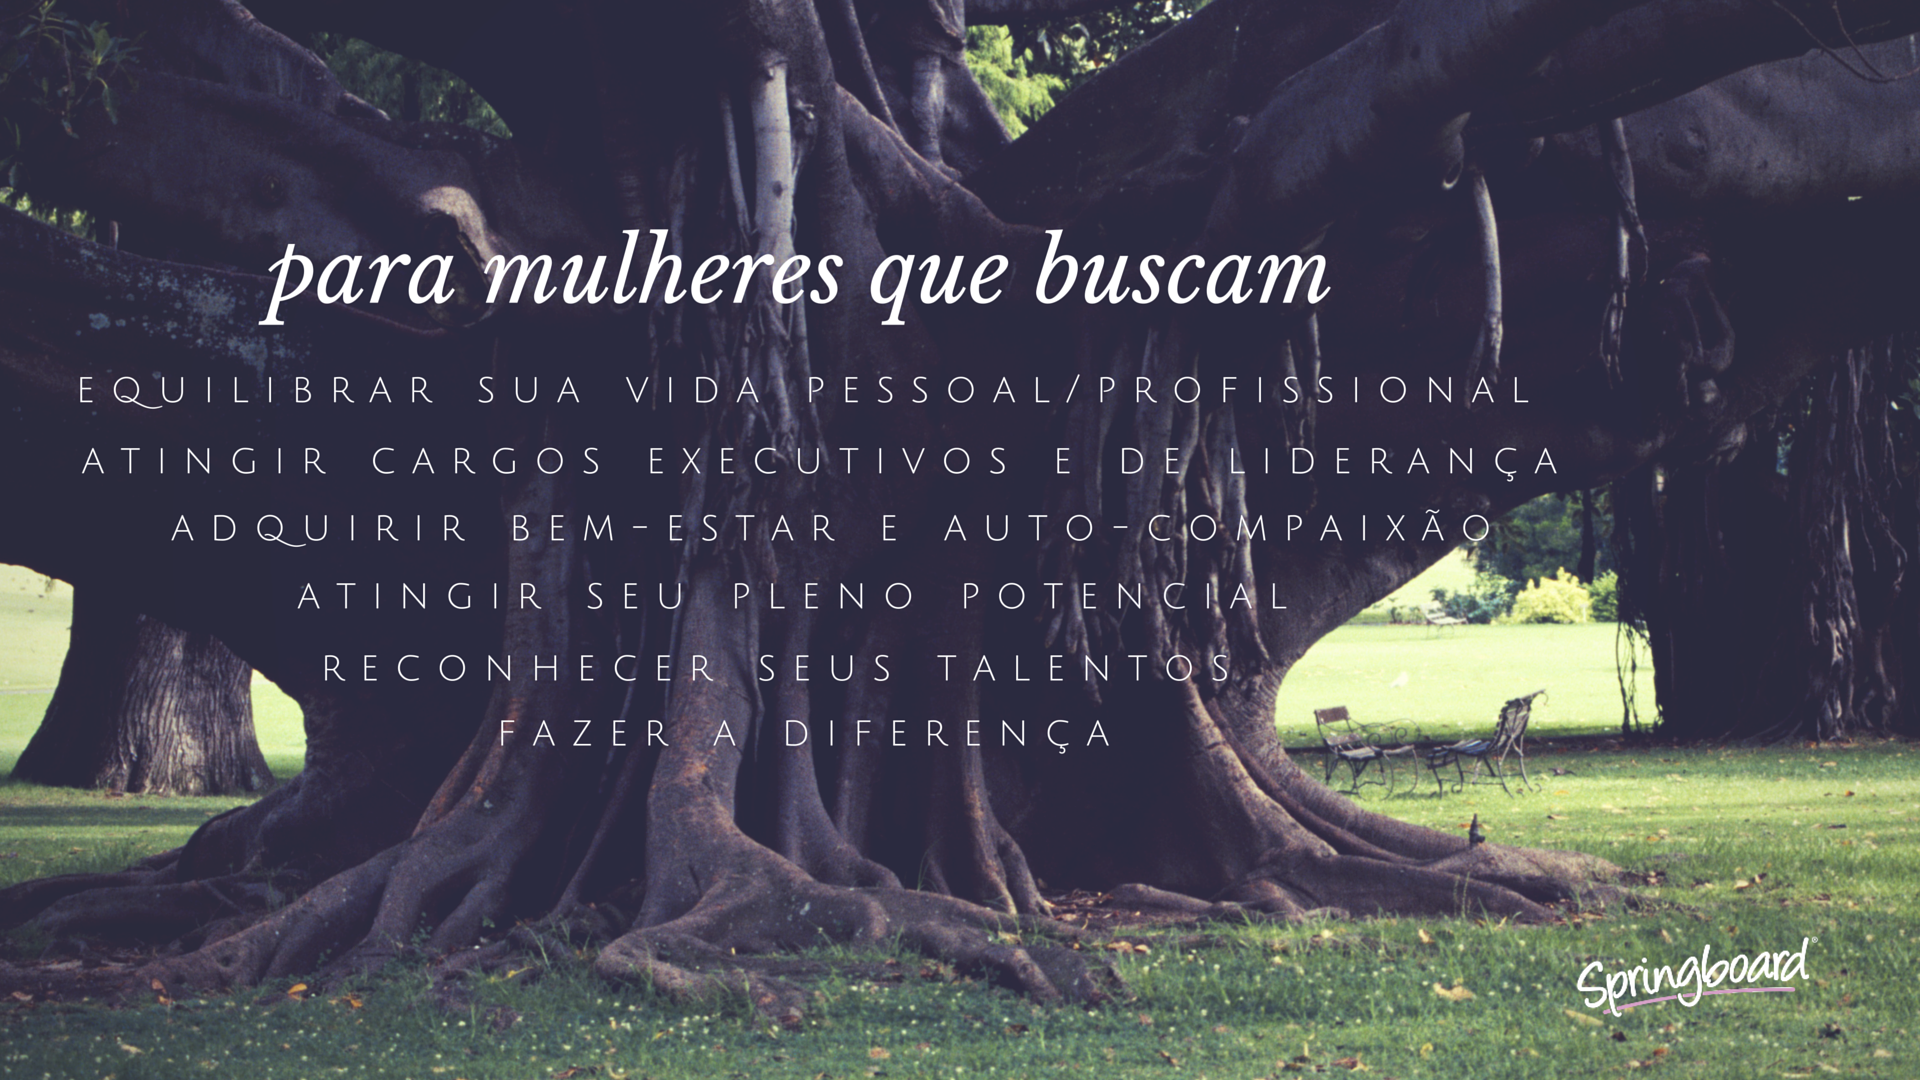 para mulheres que buscam
EQUILIBRAR SUA VIDA PESSOAL/PROFISSIONAL
ATINGIR CARGOS EXECUTIVOS E DE LIDERANÇA
ADQUIRIR BEM-ESTAR E AUTO-COMPAIXÃO
ATINGIR SEU PLENO POTENCIAL
RECONHECER SEUS TALENTOS
FAZER A DIFERENÇA
Springboard®